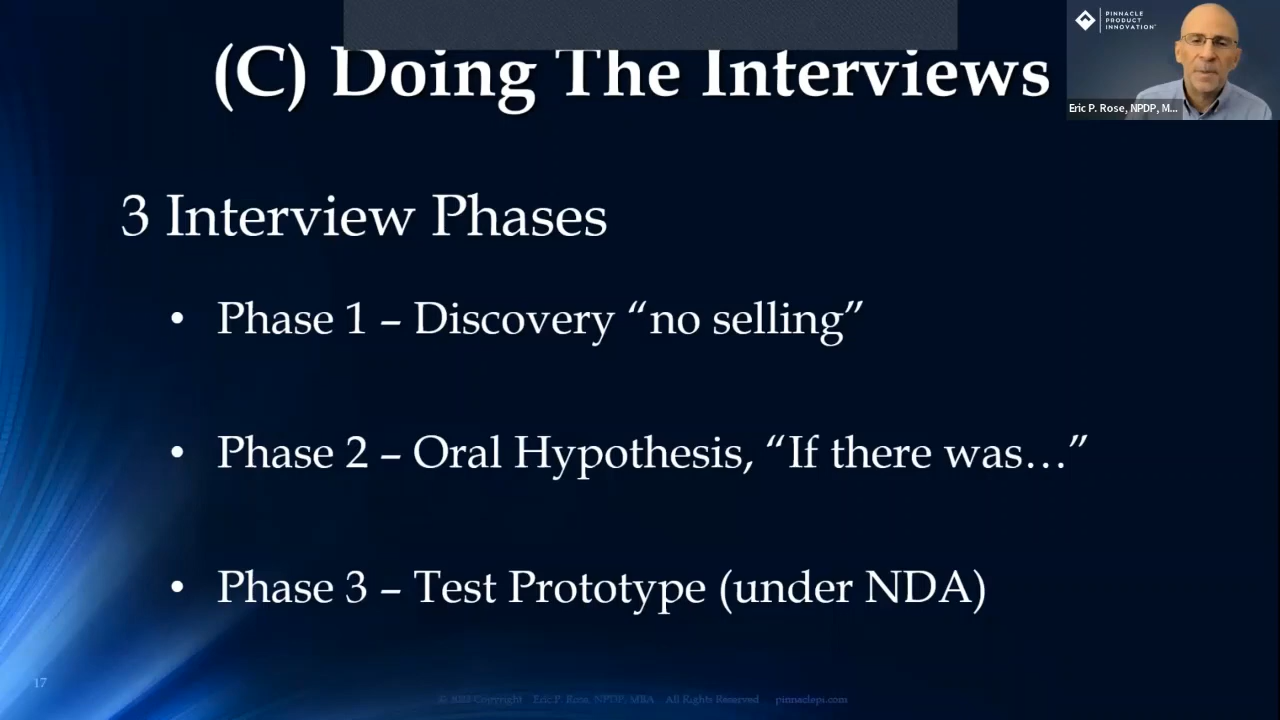 (C) Doing The Interviews
PINNACLE
PRODUCT
INNOVATION
Eric P. Rose, NPDP, M...
3 Interview Phases
• Phase 1 – Discovery “no selling”
• Phase 2 – Oral Hypothesis, “If there was…”
• Phase 3 – Test Prototype (under NDA)
17
© Copyright Eric P. Rose, NPDP, MBA All Rights Reserved pinnacleps.com